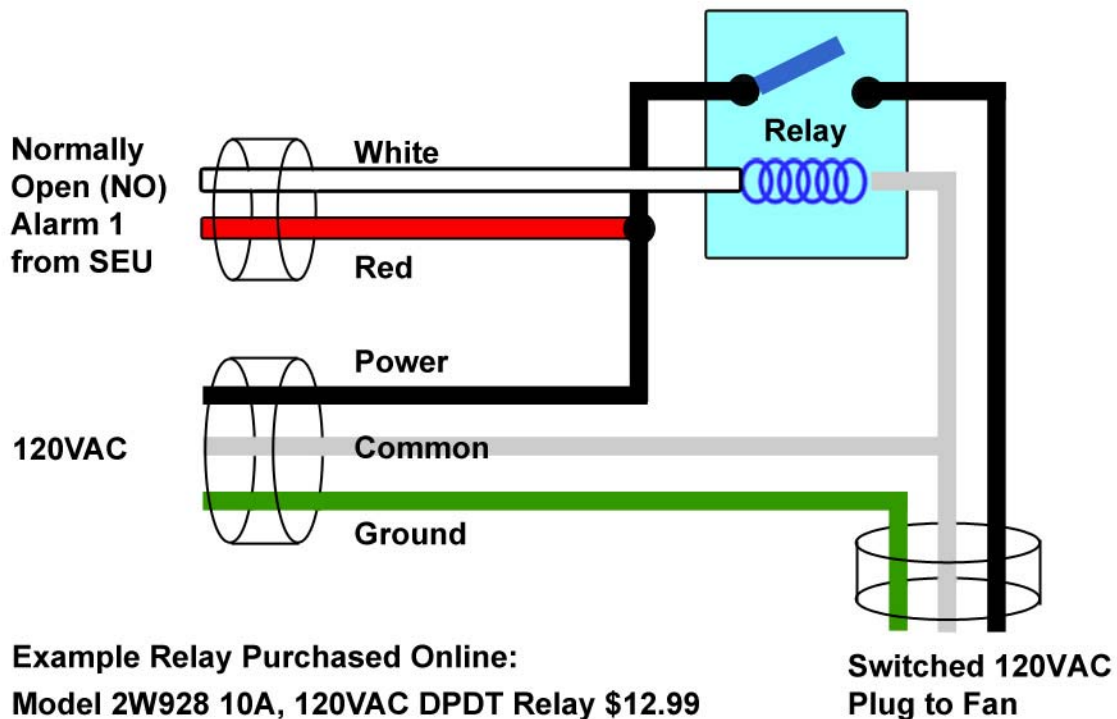 Relay
Normally
Open (NO)
Alarm 1
from SEU
White
Red
Power
120VAC
Common
Ground
Example Relay Purchased Online:
Model 2W928 10A, 120VAC DPDT Relay $12.99
Switched 120VAC
Plug to Fan